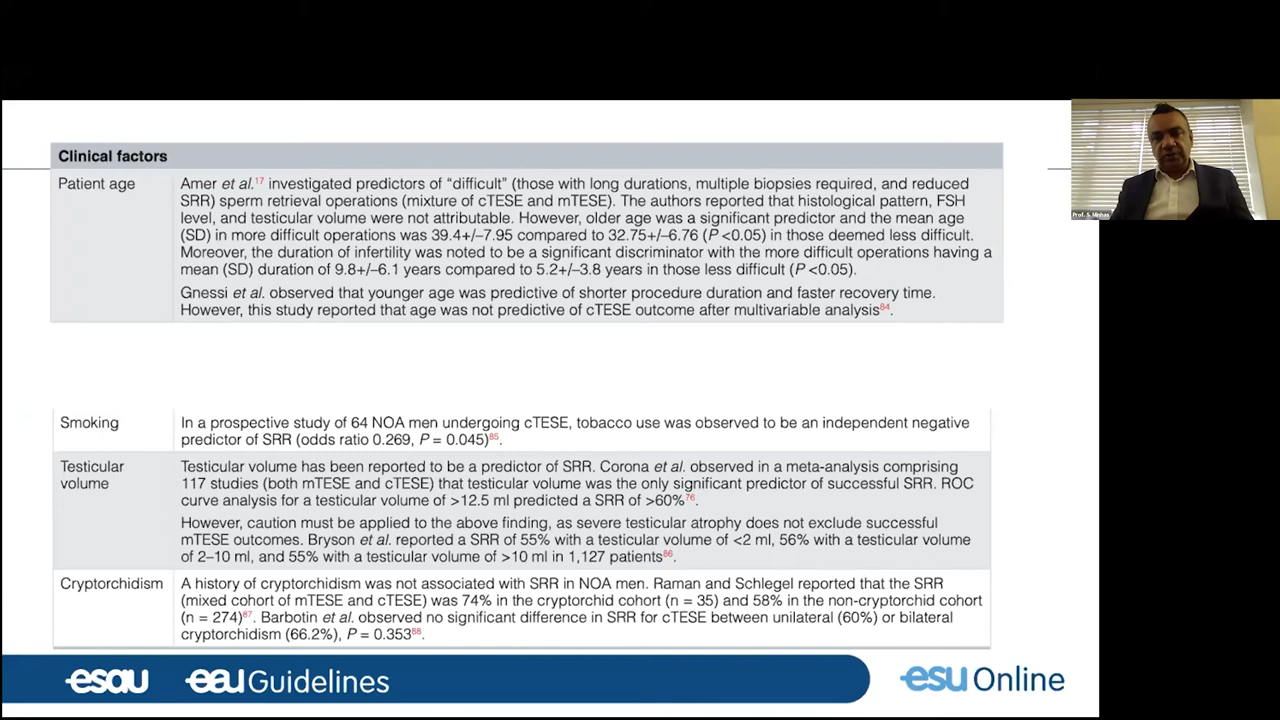 Clinical factors
Patient age
Amer et al.17 investigated predictors of “difficult” (those with long durations, multiple biopsies required, and reduced
SRR) sperm retrieval operations (mixture of cTESE and mTESE). The authors reported that histological pattern, FSH
level, and testicular volume were not attributable. However, older age was a significant predictor and the mean age
(SD) in more difficult operations was 39.4+/–7.95 compared to 32.75+/–6.76 (P <0.05) in those deemed less difficult.
Moreover, the duration of infertility was noted to be a significant discriminator with the more difficult operations having a
mean (SD) duration of 9.8+/–6.1 years compared to 5.2+/–3.8 years in those less difficult (P <0.05).
Gnessi et al. observed that younger age was predictive of shorter procedure duration and faster recovery time.
However, this study reported that age was not predictive of cTESE outcome after multivariable analysis84.
Smoking
In a prospective study of 64 NOA men undergoing cTESE, tobacco use was observed to be an independent negative
predictor of SRR (odds ratio 0.269, P = 0.045)85.
Testicular
volume
Testicular volume has been reported to be a predictor of SRR. Corona et al. observed in a meta-analysis comprising
117 studies (both mTESE and cTESE) that testicular volume was the only significant predictor of successful SRR. ROC
curve analysis for a testicular volume of >12.5 ml predicted a SRR of >60%76.
However, caution must be applied to the above finding, as severe testicular atrophy does not exclude successful
mTESE outcomes. Bryson et al. reported a SRR of 55% with a testicular volume of <2 ml, 56% with a testicular volume
of 2–10 ml, and 55% with a testicular volume of >10 ml in 1,127 patients86.
Cryptorchidism
A history of cryptorchidism was not associated with SRR in NOA men. Raman and Schlegel reported that the SRR
(mixed cohort of mTESE and cTESE) was 74% in the cryptorchid cohort (n = 35) and 58% in the non-cryptorchid cohort
(n = 274)87. Barbotin et al. observed no significant difference in SRR for cTESE between unilateral (60%) or bilateral
cryptorchidism (66.2%), P = 0.35388.
esau
eau Guidelines
esu Online
Prof. S. Minhas